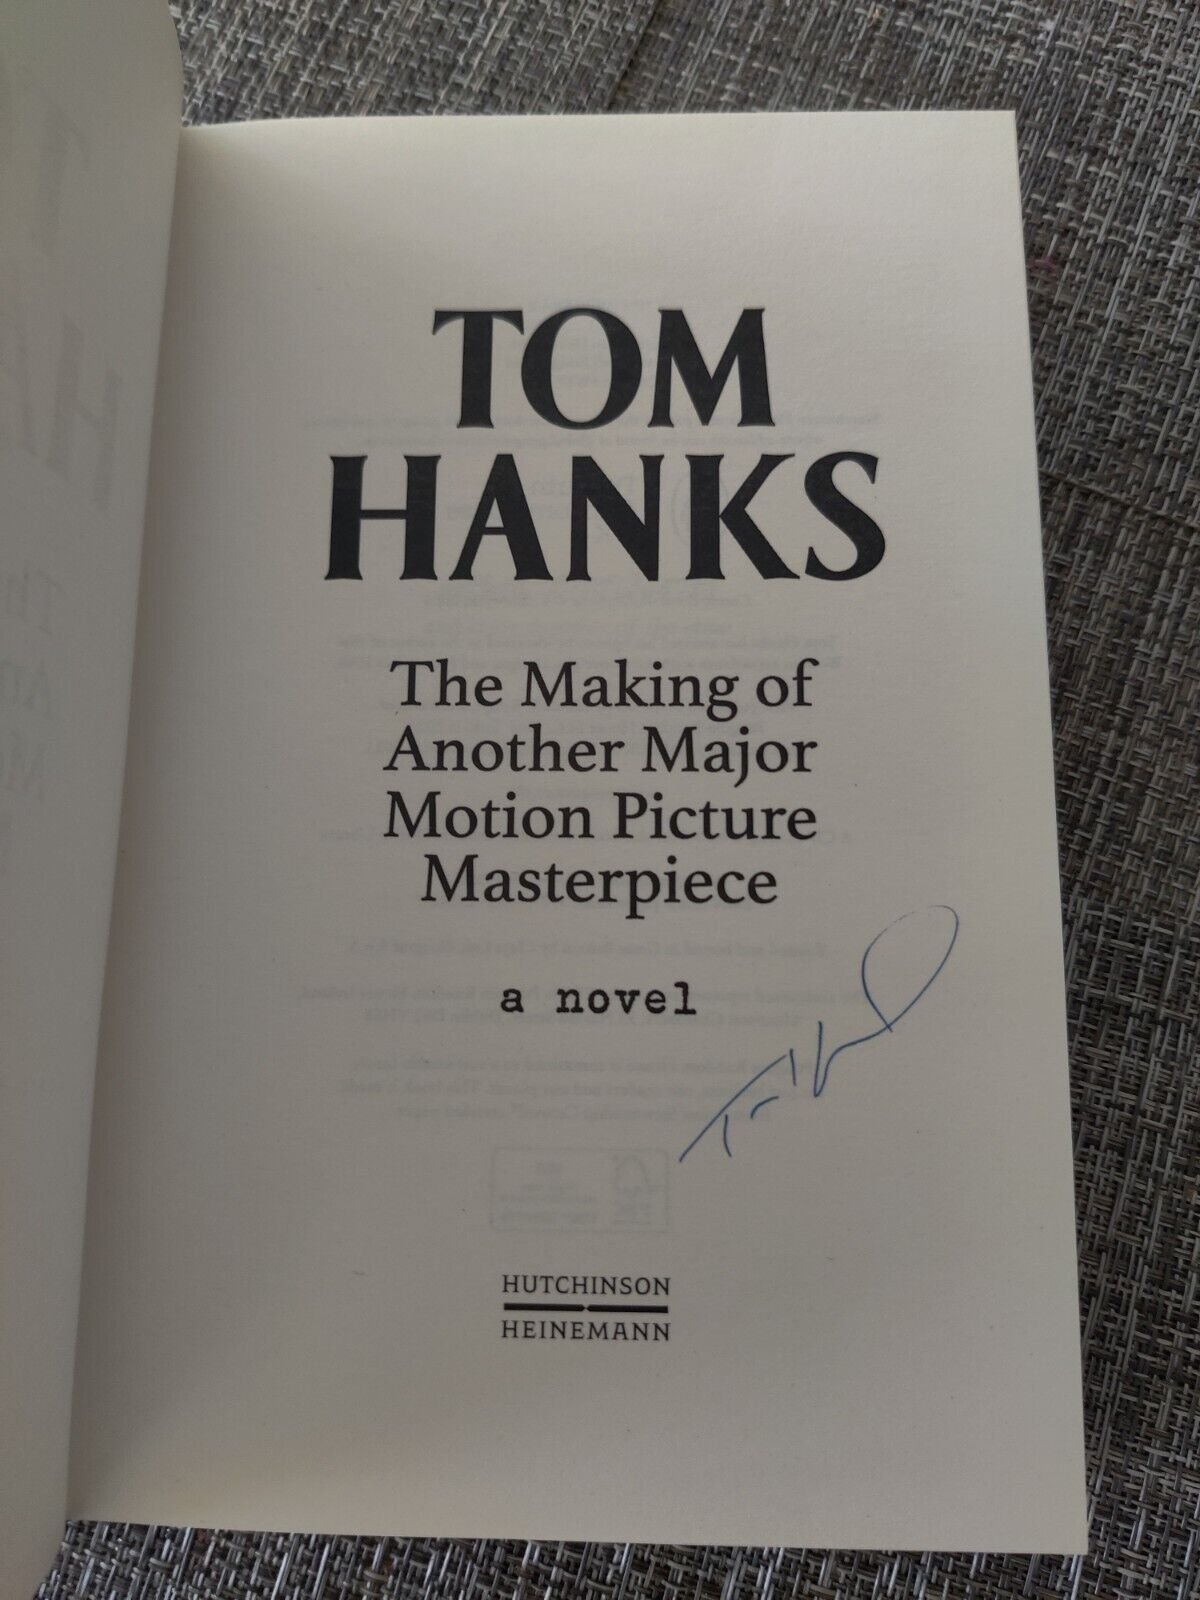 TOM
HANKS
The Making of
Another Major
Motion Picture
Masterpiece
a novel
HUTCHINSON
HEINEMANN